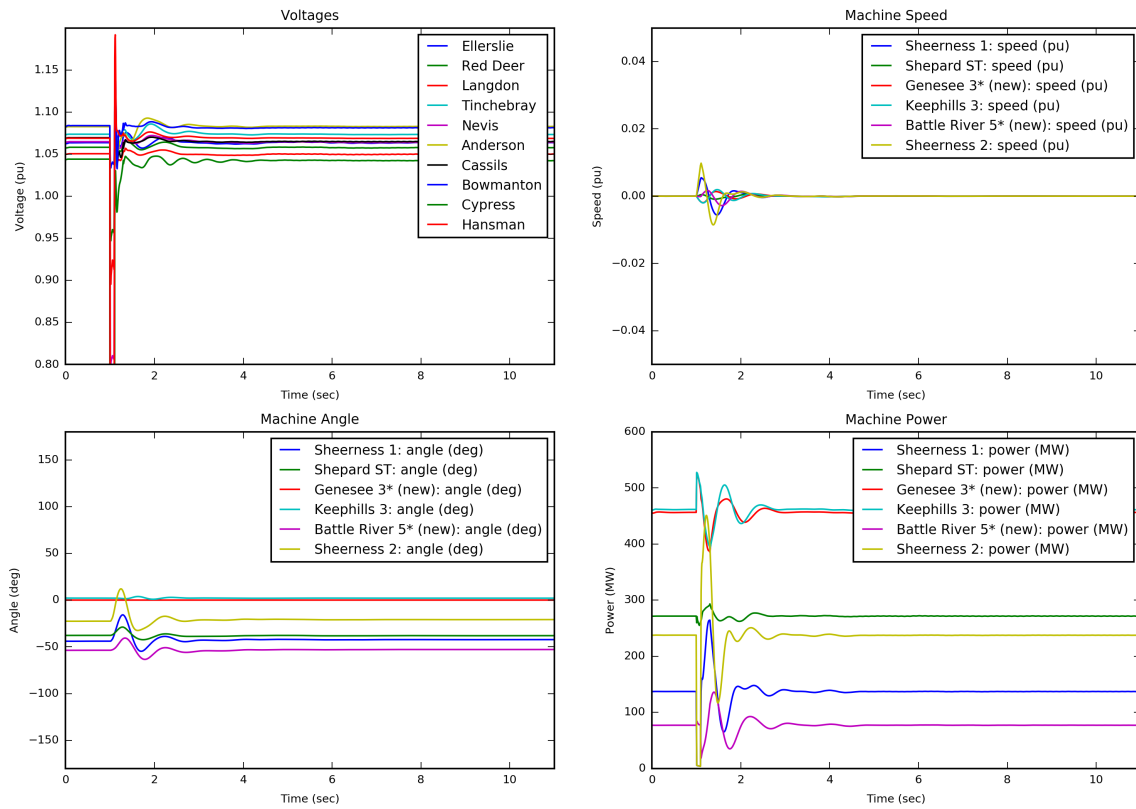 Voltages
1.15
1.10
1.05
1.00
0.95
0.90
0.85
0.80
Voltage (pu)
0 2 4 6 8 10
Time (sec)
Ellerslie
Red Deer
Langdon
Tinchebray
Nevis
Anderson
Cassils
Bowmanton
Cypress
Hansman
Machine Speed
0.04
0.02
0.00
−0.02
−0.04
Speed (pu)
0 2 4 6 8 10
Time (sec)
Sheerness 1: speed (pu)
Shepard ST: speed (pu)
Genesee 3* (new): speed (pu)
Keephills 3: speed (pu)
Battle River 5* (new): speed (pu)
Sheerness 2: speed (pu)
Machine Angle
150
100
50
0
−50
−100
−150
Angle (deg)
0 2 4 6 8 10
Time (sec)
Sheerness 1: angle (deg)
Shepard ST: angle (deg)
Genesee 3* (new): angle (deg)
Keephills 3: angle (deg)
Battle River 5* (new): angle (deg)
Sheerness 2: angle (deg)
Machine Power
600
500
400
300
200
100
0
Power (MW)
0 2 4 6 8 10
Time (sec)
Sheerness 1: power (MW)
Shepard ST: power (MW)
Genesee 3* (new): power (MW)
Keephills 3: power (MW)
Battle River 5* (new): power (MW)
Sheerness 2: power (MW)